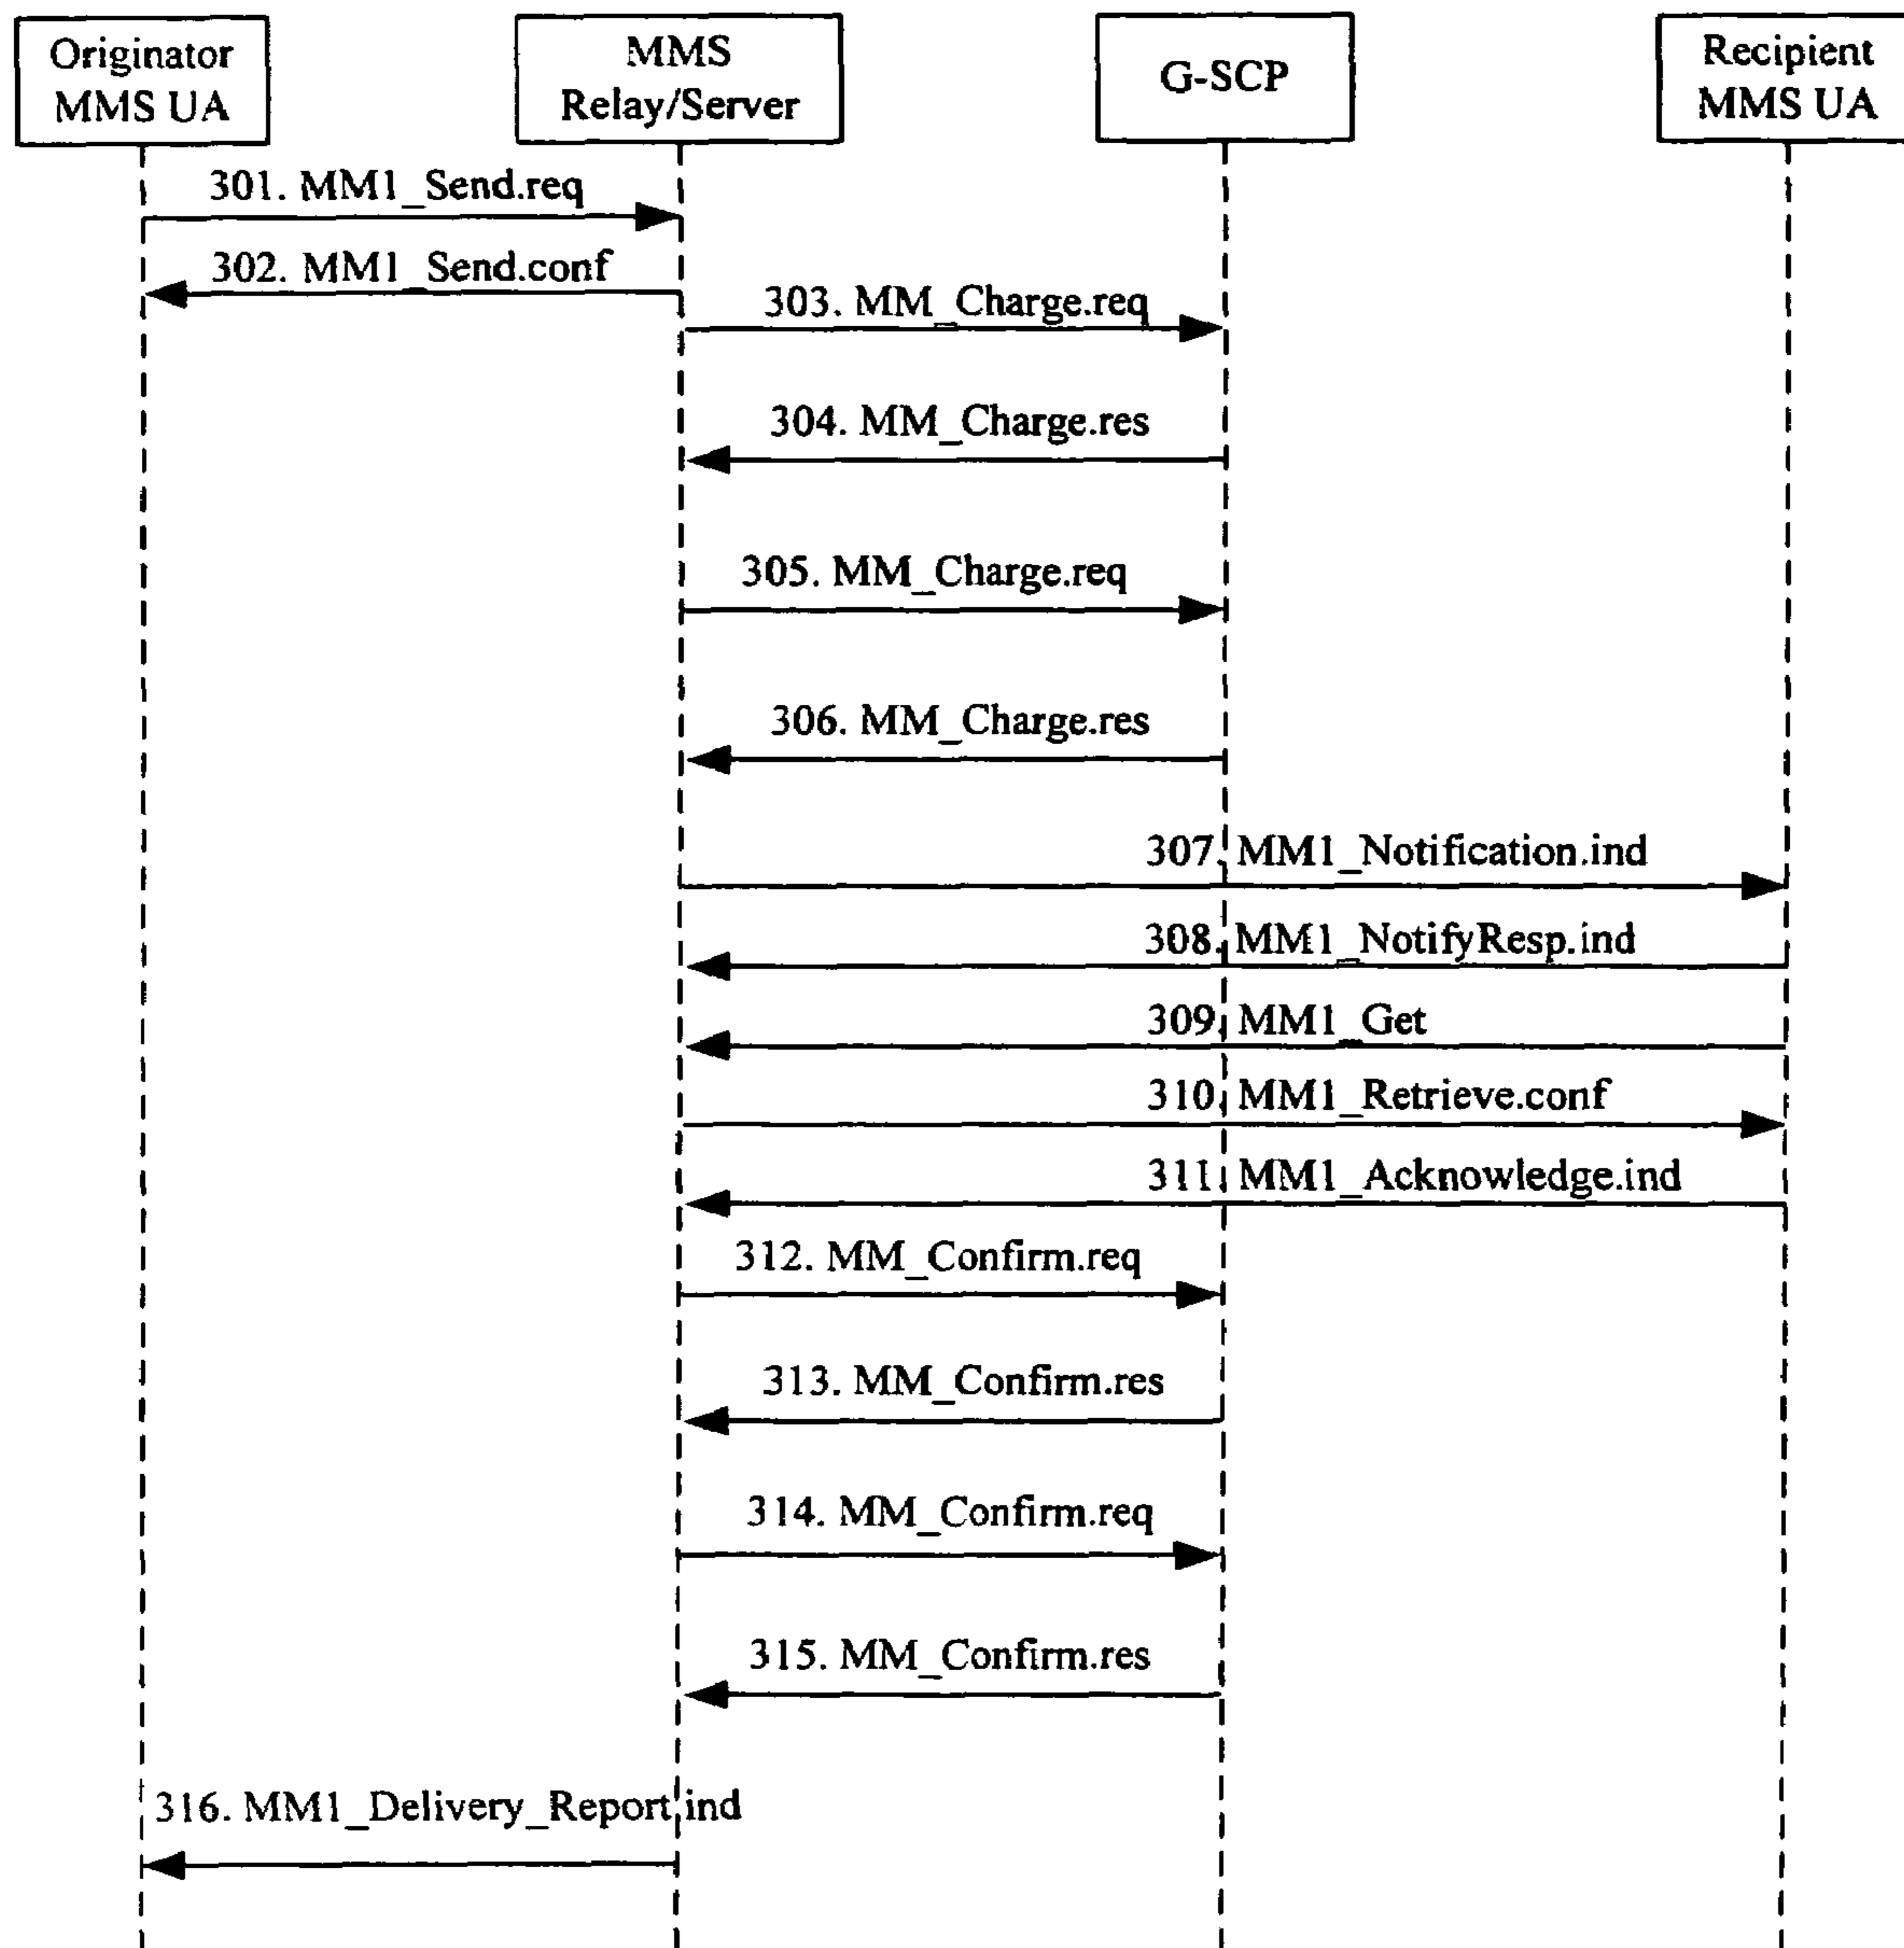 Originator
MMS UA
MMS
Relay/Server
G-SCP
Recipient
MMS UA
301. MM1_Send.req
302. MM1_Send.conf
303. MM_Charge.req
304. MM_Charge.res
305. MM_Charge.req
306. MM_Charge.res
307. MM1_Notification.ind
308. MM1_NotifyResp.ind
309. MM1_Get
310. MM1_Retrieve.conf
311. MM1_Acknowledge.ind
312. MM_Confirm.req
313. MM_Confirm.res
314. MM_Confirm.req
315. MM_Confirm.res
316. MM1_Delivery_Report.ind